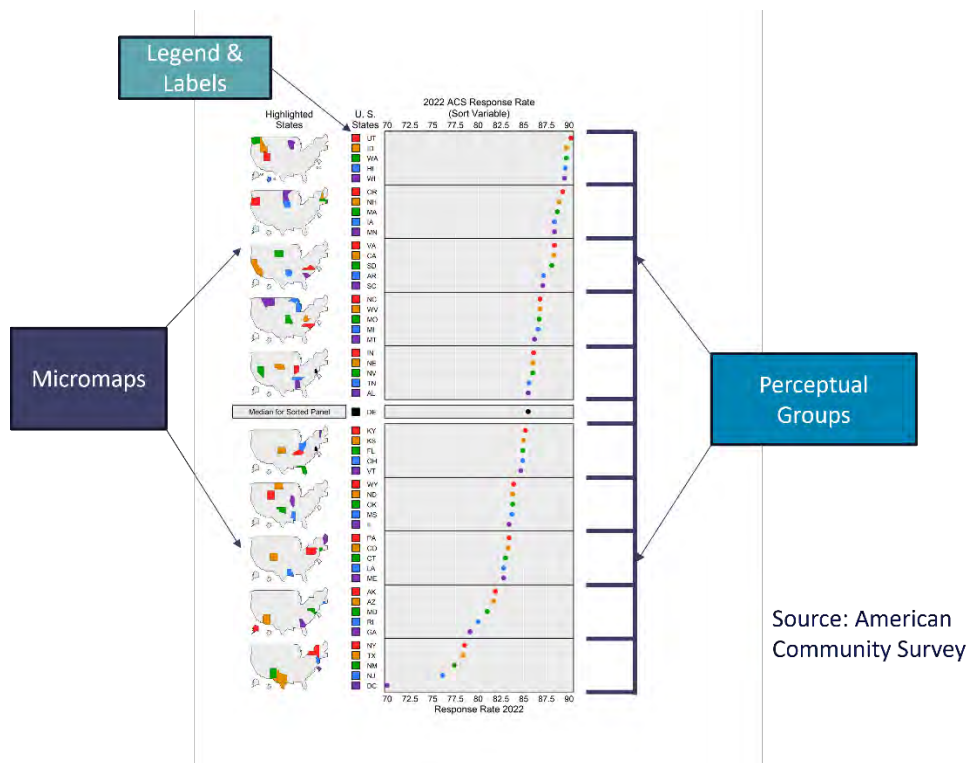 Legend &
Labels
2022 ACS Response Rate
(Sort Variable)
Highlighted
States
U. S.
States
70 72.5 75 77.5 80 82.5 85 87.5 90
UT
ID
WA
HI
WI
OR
NH
MA
IA
MN
VA
CA
SD
AR
SC
NC
WV
MO
MI
MT
IN
NE
NV
TN
AL
Median for Sorted Panel
DE
KY
KS
FL
OH
VT
WY
ND
OK
MS
PA
CO
CT
LA
ME
AK
AZ
MD
RI
GA
NY
TX
NM
NJ
DC
70 72.5 75 77.5 80 82.5 85 87.5 90
Response Rate 2022
Micromaps
Perceptual
Groups
Source: American
Community Survey